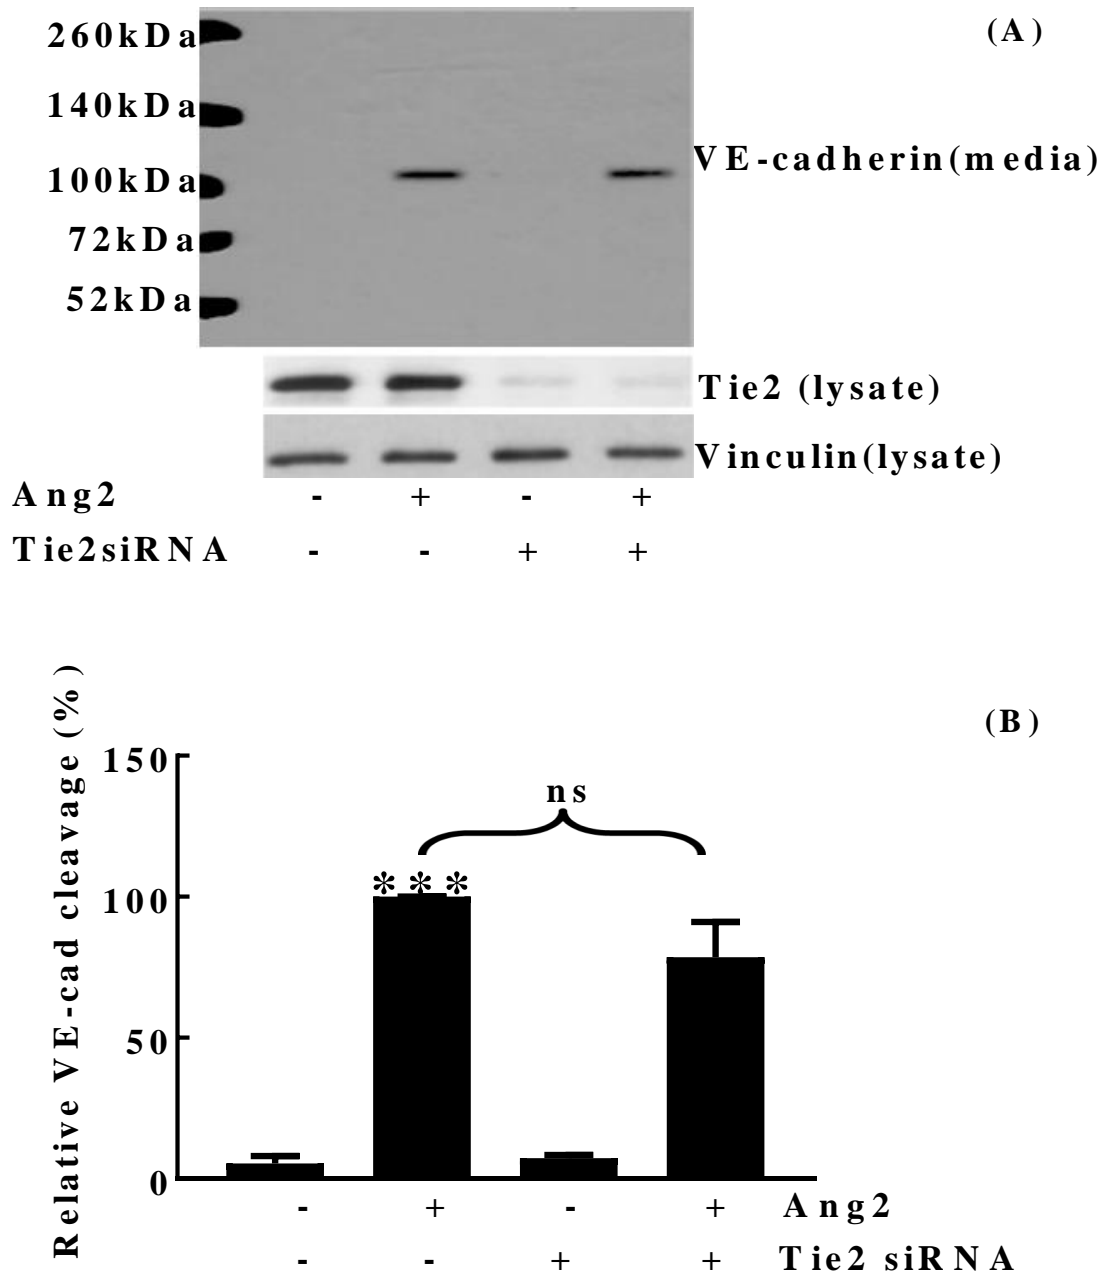 260kDa
(A)
140kDa
VE-cadherin(media)
100kDa
72kDa
52kDa
Tie2 (lysate)
Vinculin(lysate)
Ang2 - + - +
Tie2siRNA - - + +
(B)
Relative VE-cad cleavage (%)
150
ns
***
100
50
0
- + - + Ang2
- - + + Tie2 siRNA